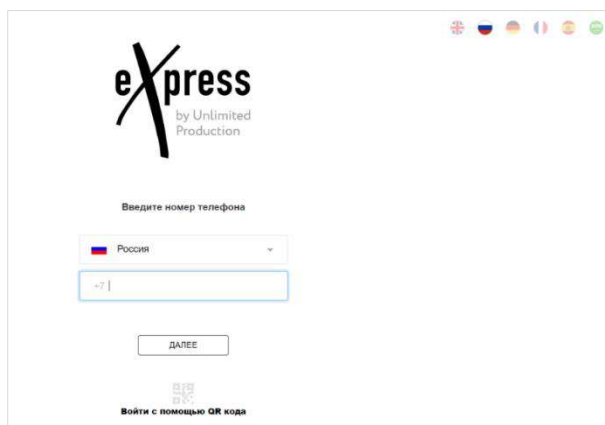 eXpress
by Unlimited
Production
Введите номер телефона
Россия
+7
ДАЛЕЕ
Войти с помощью QR кода